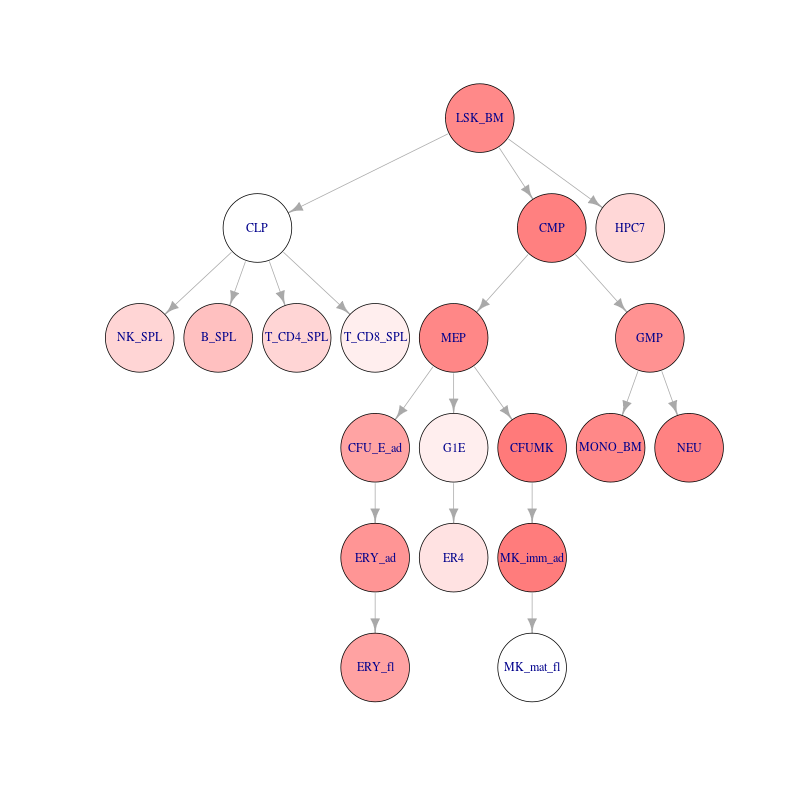 LSK_BM
CLP
CMP
HPC7
NK_SPL
B_SPL
T_CD4_SPL
T_CD8_SPL
MEP
GMP
CFU_E_ad
G1E
CFUMK
MONO_BM
NEU
ERY_ad
ER4
MK_imm_ad
ERY_fl
MK_mat_fl